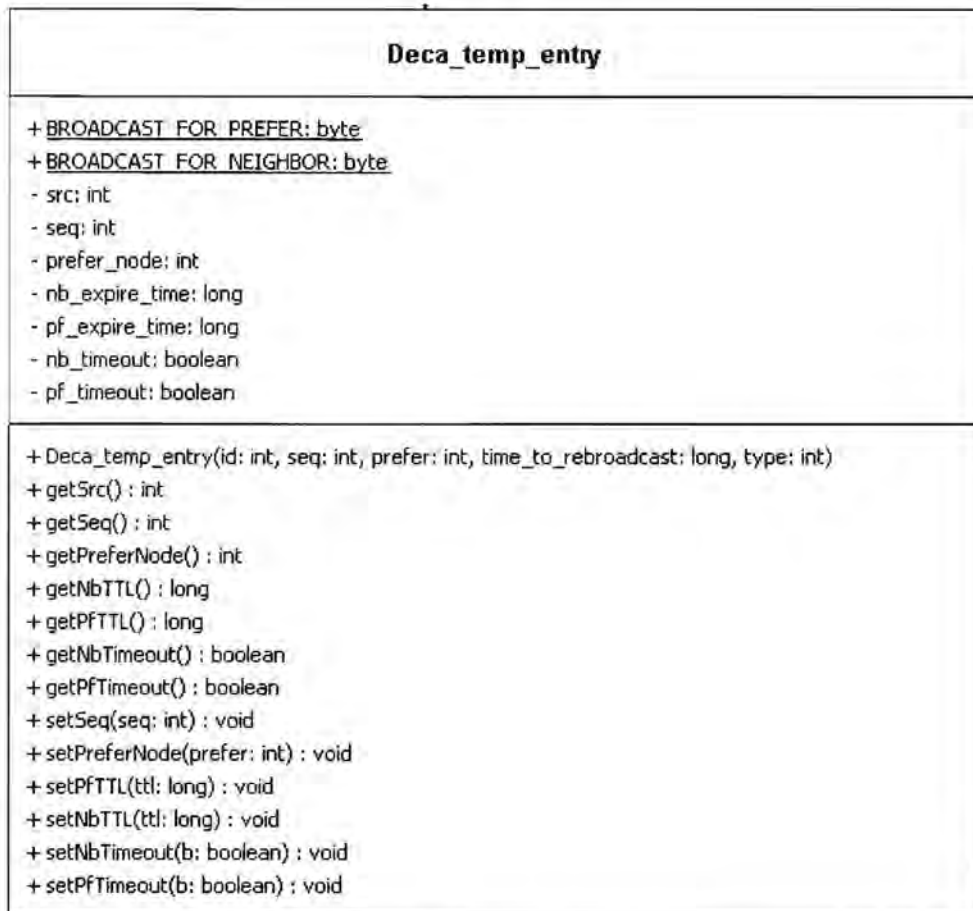 Deca_temp_entry
+ BROADCAST_FOR_PREFER: byte
+ BROADCAST_FOR_NEIGHBOR: byte
- src: int
- seq: int
- prefer_node: int
- nb_expire_time: long
- pf_expire_time: long
- nb_timeout: boolean
- pf_timeout: boolean
+ Deca_temp_entry(id: int, seq: int, prefer: int, time_to_rebroadcast: long, type: int)
+ getSrc() : int
+ getSeq() : int
+ getPreferNode() : int
+ getNbTTL() : long
+ getPfTTL() : long
+ getNbTimeout() : boolean
+ getPfTimeout() : boolean
+ setSeq(seq: int) : void
+ setPreferNode(prefer: int) : void
+ setPfTTL(ttl: long) : void
+ setNbTTL(ttl: long) : void
+ setNbTimeout(b: boolean) : void
+ setPfTimeout(b: boolean) : void